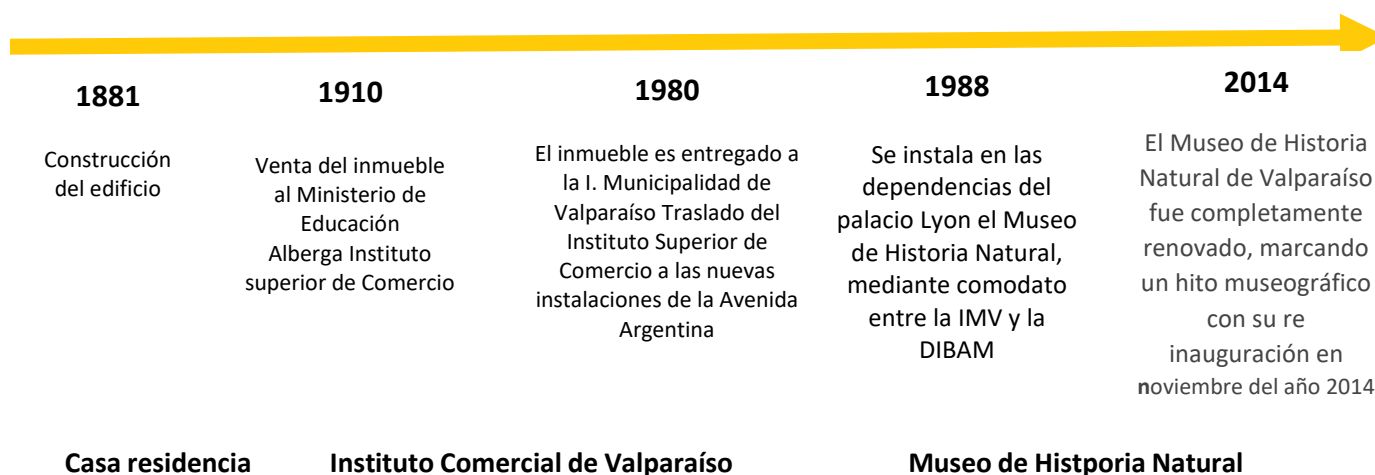 1881
Construcción
del edificio
1910
Venta del inmueble
al Ministerio de
Educación
Alberga Instituto
superior de Comercio
1980
El inmueble es entregado a
la I. Municipalidad de
Valparaíso Traslado del
Instituto Superior de
Comercio a las nuevas
instalaciones de la Avenida
Argentina
1988
Se instala en las
dependencias del
palacio Lyon el Museo
de Historia Natural,
mediante comodato
entre la IMV y la
DIBAM
2014
El Museo de Historia
Natural de Valparaíso
fue completamente
renovado, marcando
un hito museográfico
con su re
inauguración en
noviembre del año 2014
Casa residencia
Instituto Comercial de Valparaíso
Museo de Histporia Natural